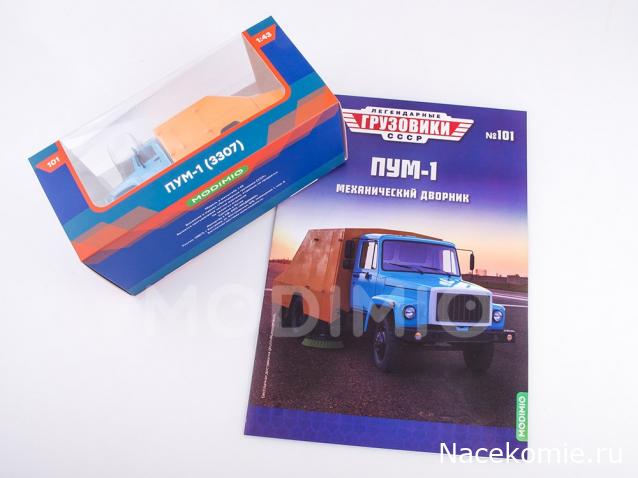 1:43
101
ПУМ-1 (3307)
MODIMIO
ЛЕГЕНДАРНЫЕ
ГРУЗОВИКИ
СССР
№101
ПУМ-1
МЕХАНИЧЕСКИЙ ДВОРНИК
MODIMIO
MODIMIO
Nacekomie.ru